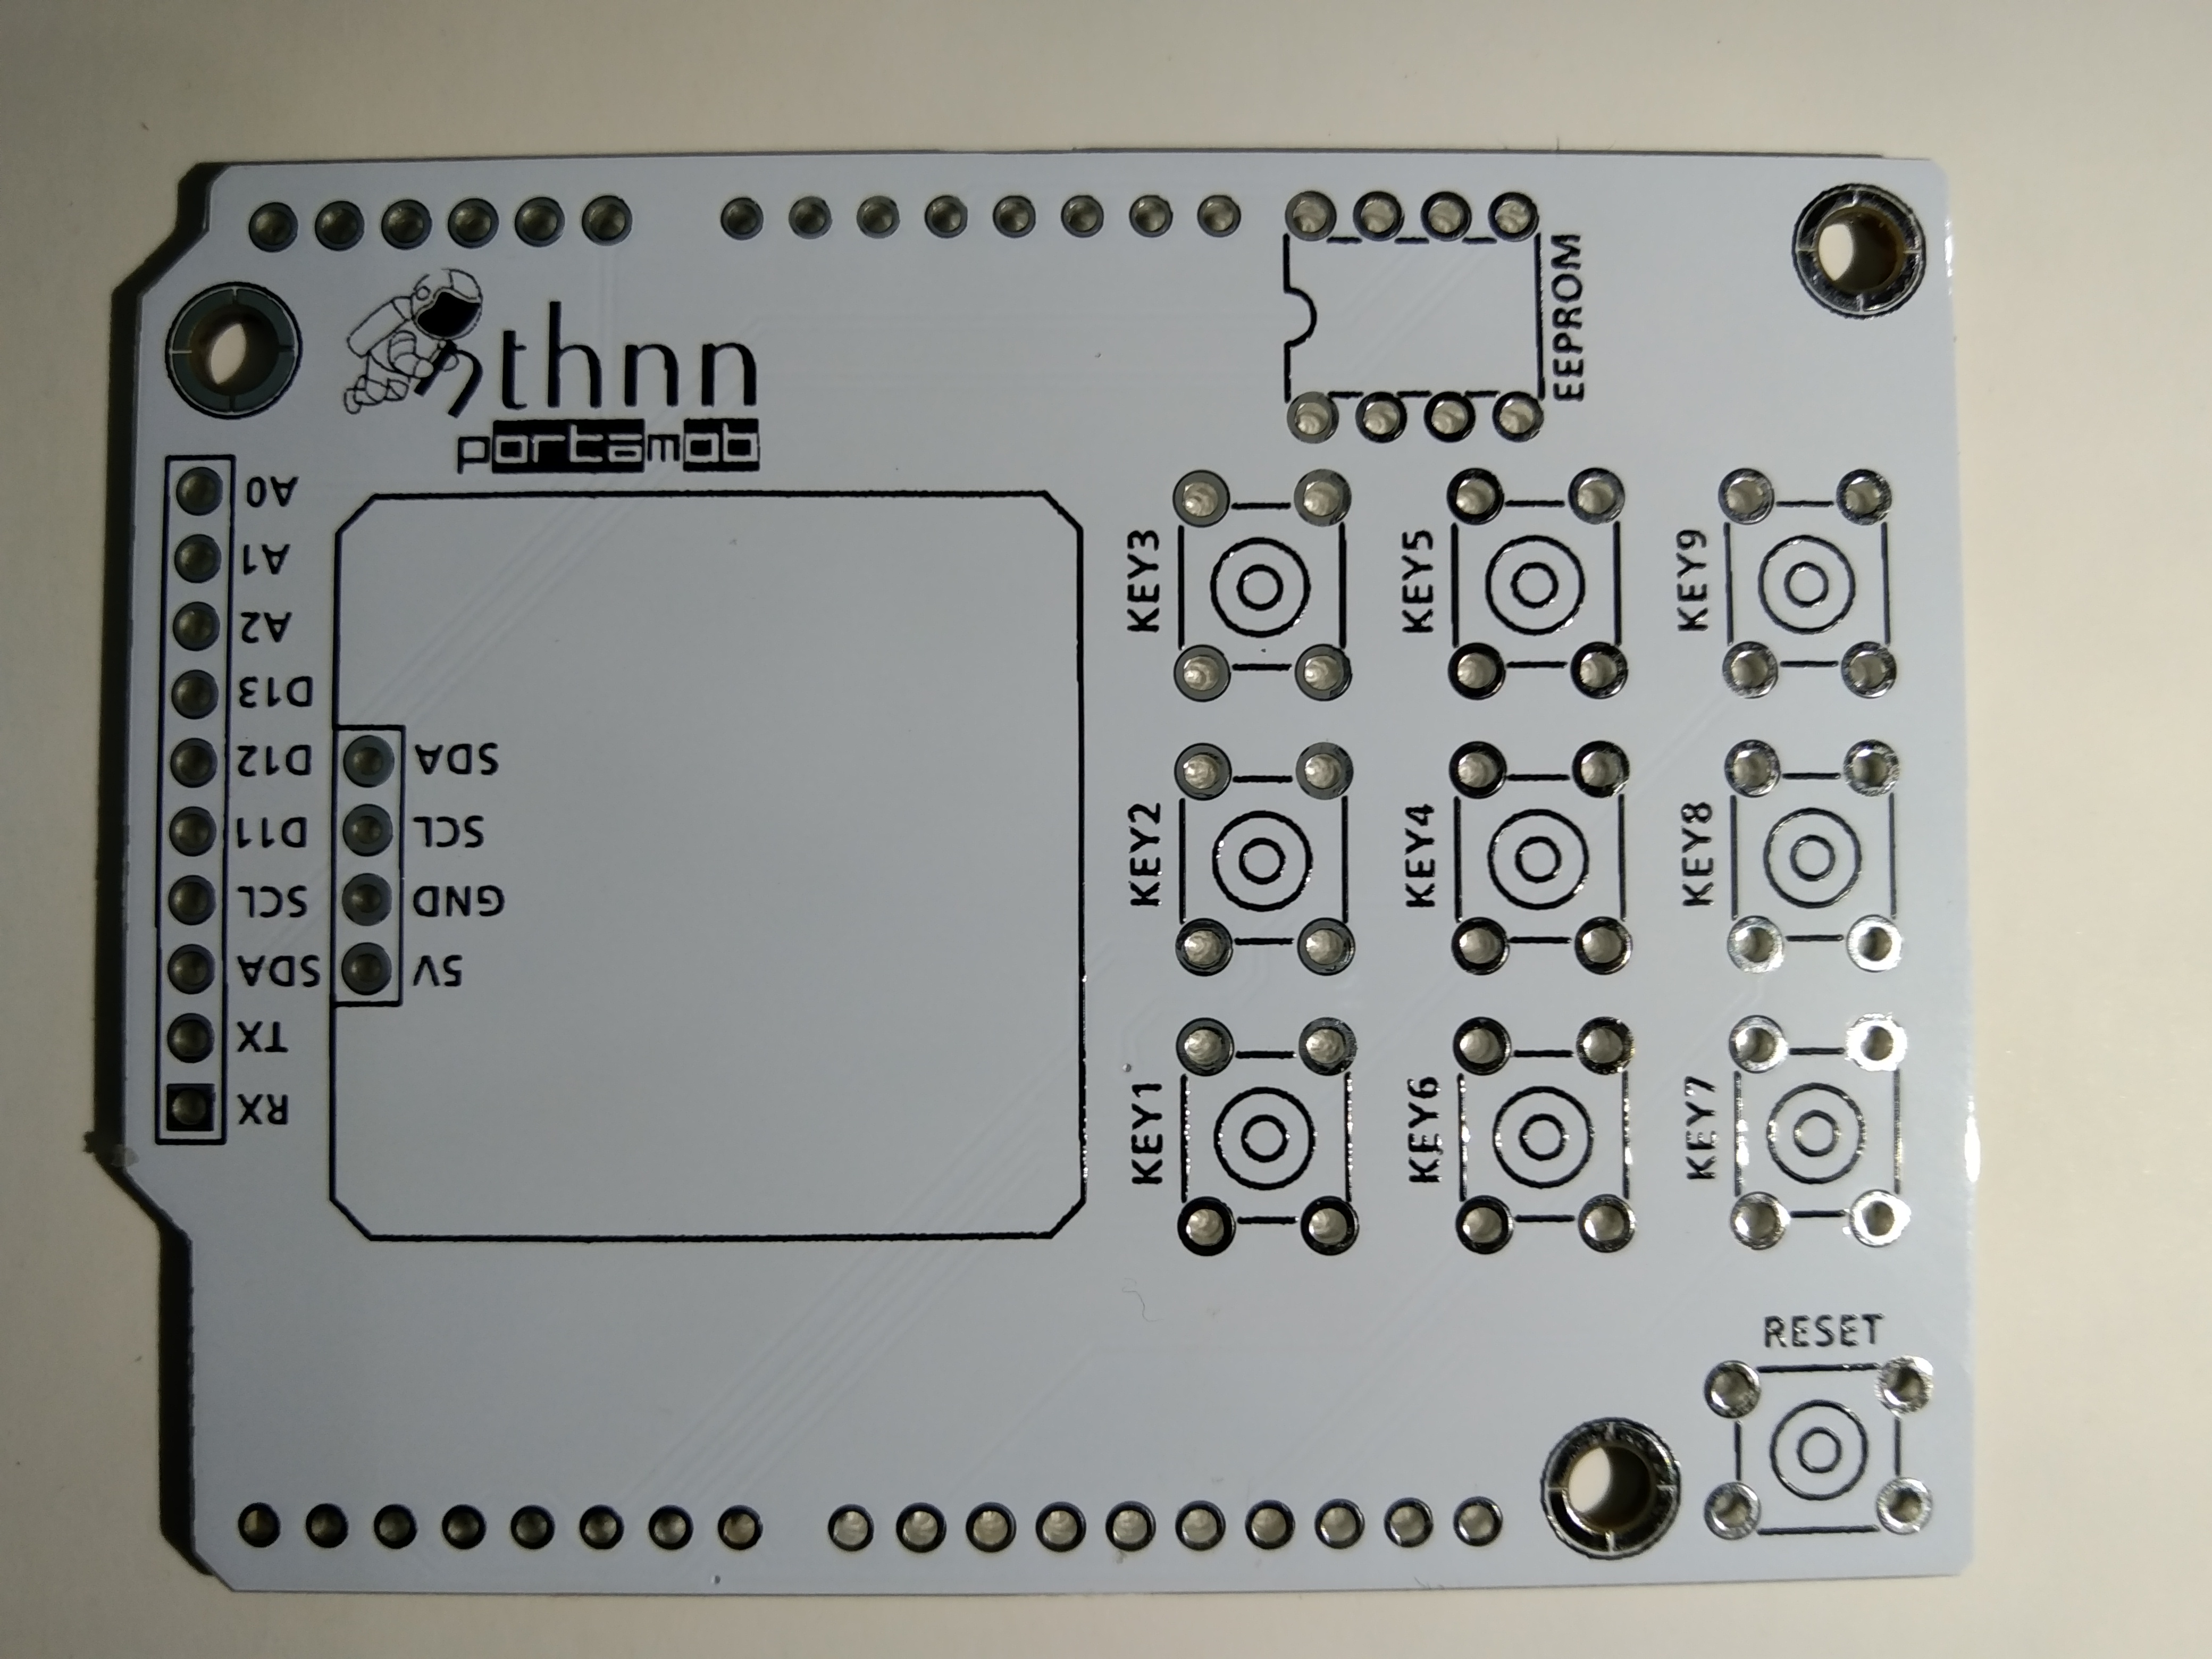 nthnn
portamob
EEPROM
A0
A1
A2
D13
D12
D11
SCL
SDA
TX
RX
SDA
SCL
GND
5V
KEY3
KEY5
KEY9
KEY2
KEY4
KEY8
KEY1
KEY6
KEY7
RESET